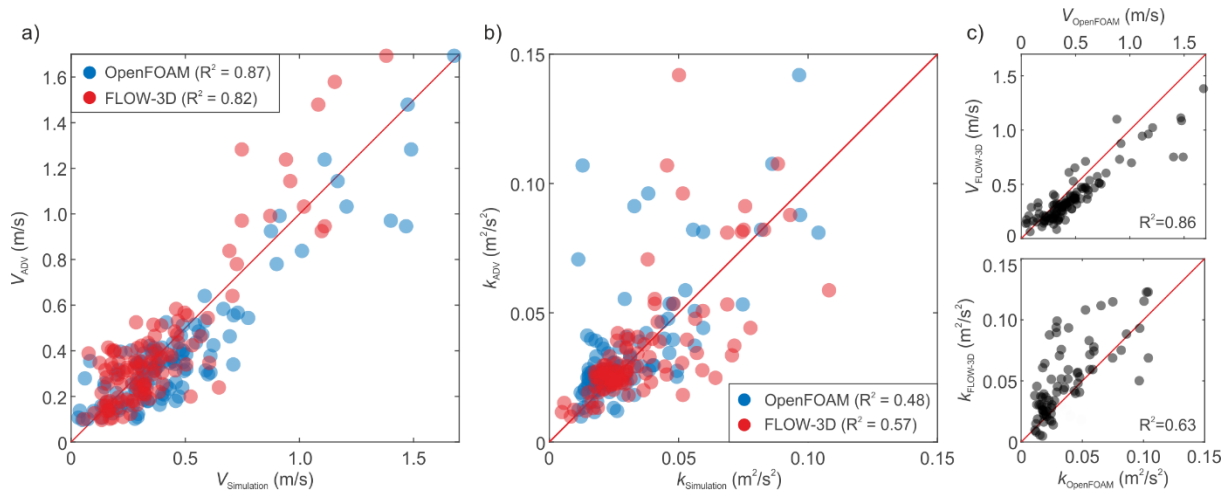 a)
OpenFOAM (R² = 0.87)
FLOW-3D (R² = 0.82)
V_ADV (m/s)
1.6
1.4
1.2
1.0
0.8
0.6
0.4
0.2
0
0 0.5 1.0 1.5
V_Simulation (m/s)
b)
k_ADV (m²/s²)
0.15
0.10
0.05
0
OpenFOAM (R² = 0.48)
FLOW-3D (R² = 0.57)
0 0.05 0.10 0.15
k_Simulation (m²/s²)
c)
V_OpenFOAM (m/s)
0 0.5 1.0 1.5
V_FLOW-3D (m/s)
1.5
1.0
0.5
0
R²=0.86
k_FLOW-3D (m²/s²)
0.15
0.10
0.05
0
R²=0.63
0 0.05 0.10 0.15
k_OpenFOAM (m²/s²)